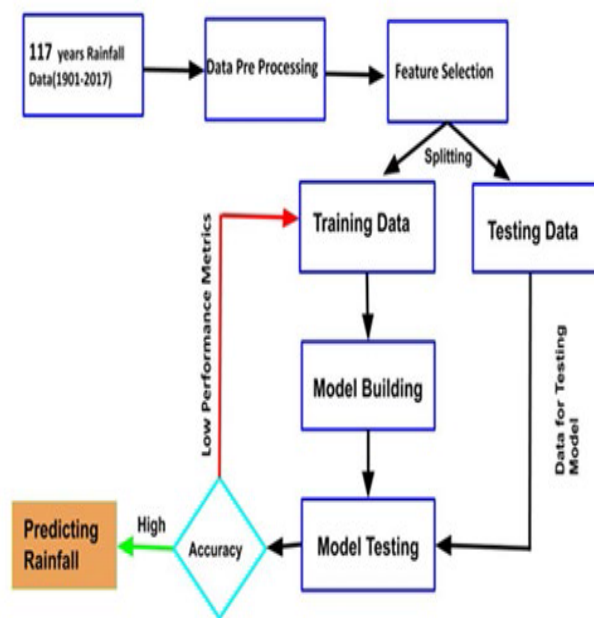 117 years Rainfall
Data(1901-2017)
Data Pre Processing
Feature Selection
Splitting
Training Data
Testing Data
Low Performance Metrics
Model Building
Data for Testing
Model
Predicting
Rainfall
High
Accuracy
Model Testing